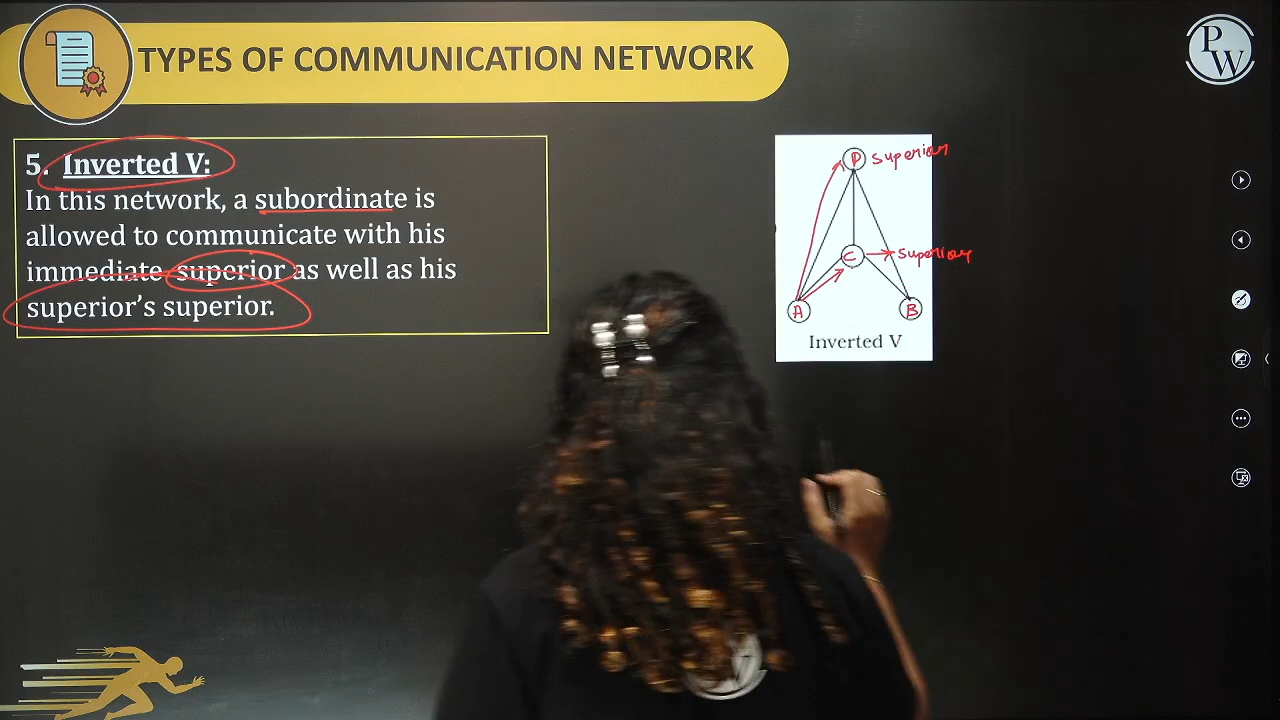 TYPES OF COMMUNICATION NETWORK
PW
5. Inverted V:
In this network, a subordinate is
allowed to communicate with his
immediate superior as well as his
superior's superior.
D Superior
C Superior
A B
Inverted V